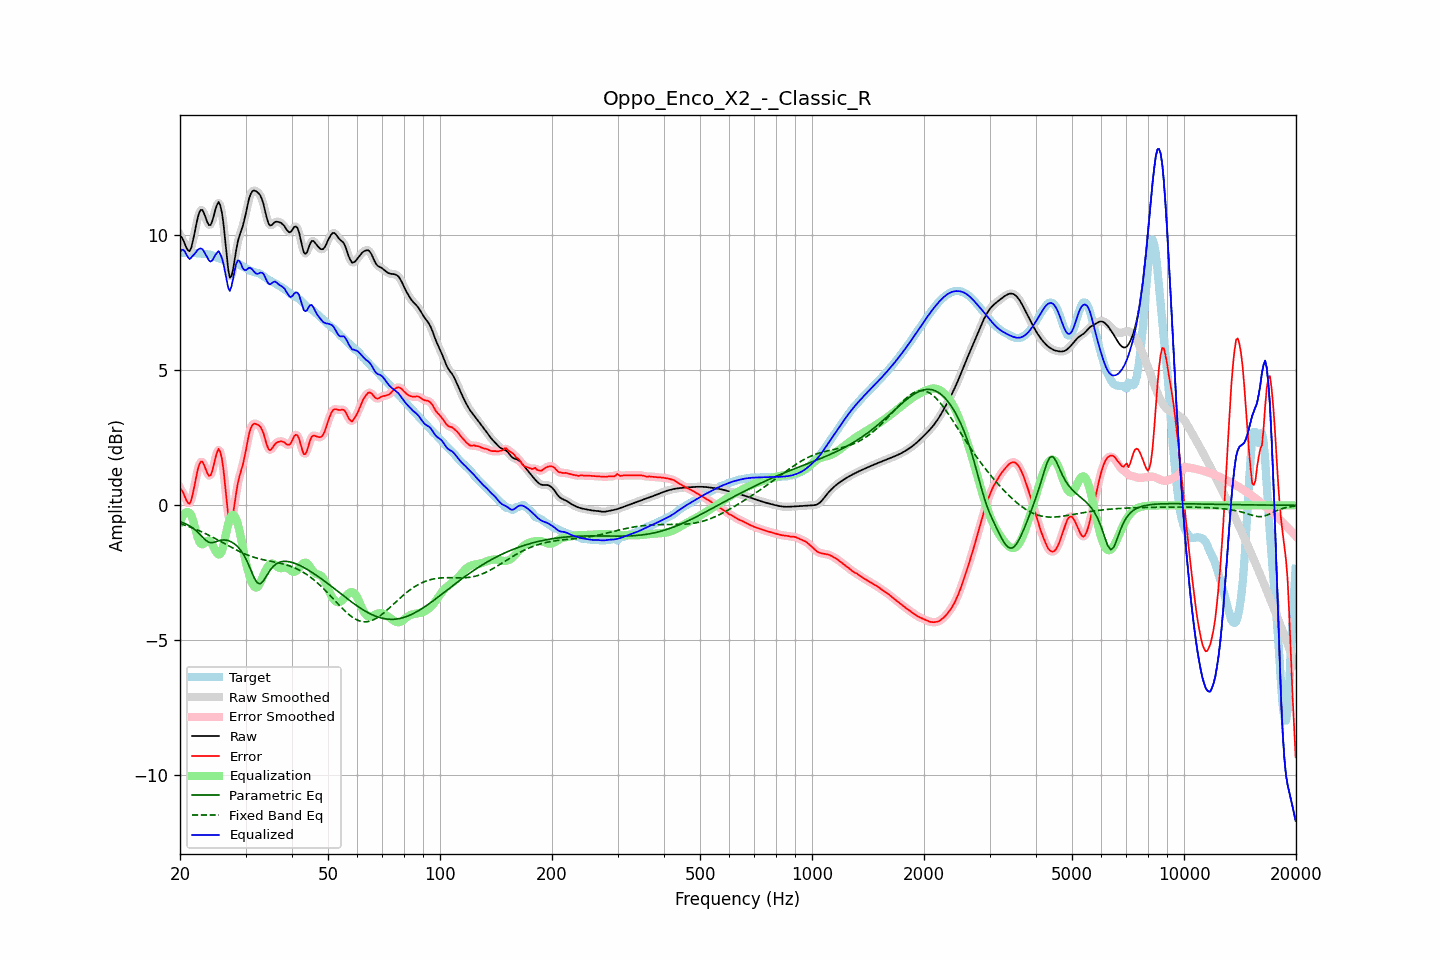 Oppo_Enco_X2_-_Classic_R
Amplitude (dBr)
10
5
0
−5
−10
Target
Raw Smoothed
Error Smoothed
Raw
Error
Equalization
Parametric Eq
Fixed Band Eq
Equalized
20 50 100 200 500 1000 2000 5000 10000 20000
Frequency (Hz)